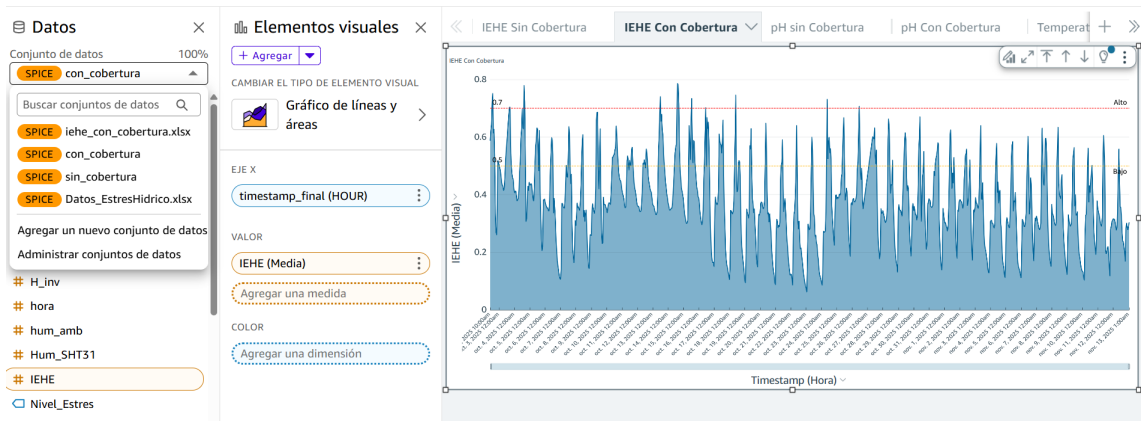 Datos
Conjunto de datos 100%
SPICE con_cobertura
Buscar conjuntos de datos
SPICE iehe_con_cobertura.xlsx
SPICE con_cobertura
SPICE sin_cobertura
SPICE Datos_EstresHidrico.xlsx
Agregar un nuevo conjunto de datos
Administrar conjuntos de datos
# H_inv
# hora
# hum_amb
# Hum_SHT31
# IEHE
Nivel_Estres
Elementos visuales
+ Agregar
CAMBIAR EL TIPO DE ELEMENTO VISUAL
Gráfico de líneas y
áreas
EJE X
timestamp_final (HOUR)
VALOR
IEHE (Media)
Agregar una medida
COLOR
Agregar una dimensión
IEHE Sin Cobertura
IEHE Con Cobertura
pH sin Cobertura
pH Con Cobertura
Temperat
IEHE Con Cobertura
0.8
0.7
Alto
0.6
0.5
Bajo
0.4
0.2
0
IEHE (Media)
Timestamp (Hora)